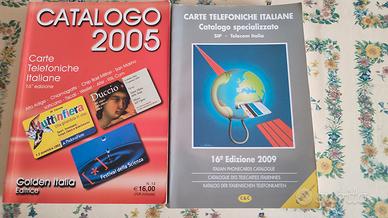 CATALOGO
2005
Carte
Telefoniche
Italiane
16ª edizione
Duccio
Festival della Scienza
Golden Italia
Editrice
N. 13
€ 16,00
CARTE TELEFONICHE ITALIANE
Catalogo specializzato
SIP - Telecom Italia
16ª Edizione 2009
ITALIAN PHONECARDS CATALOGUE
CATALOGUE DES TELECARTES ITALIENNES
KATALOG DER ITALIENISCHEN TELEFONKARTEN
C&C